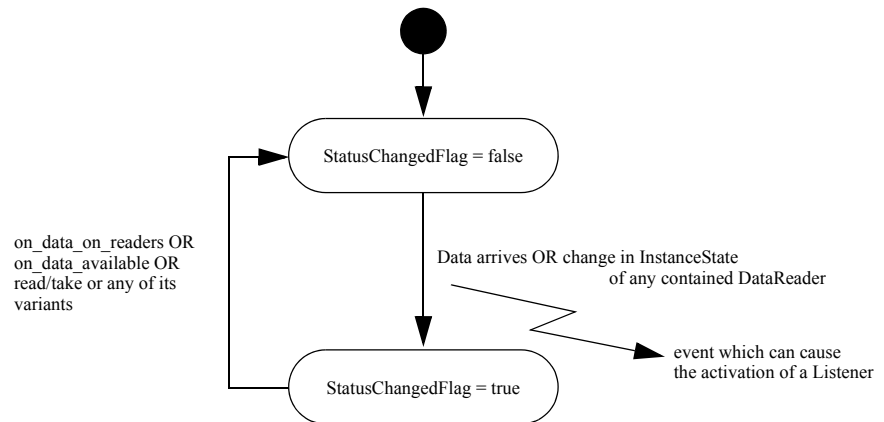 StatusChangedFlag = false
on_data_on_readers OR
on_data_available OR
read/take or any of its
variants
Data arrives OR change in InstanceState
of any contained DataReader
event which can cause
the activation of a Listener
StatusChangedFlag = true